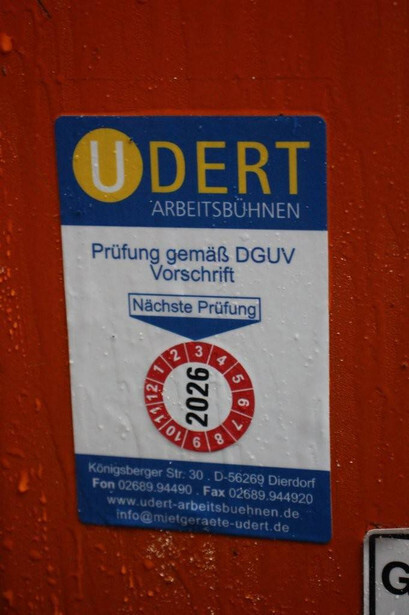 UDERT
ARBEITSBÜHNEN
Prüfung gemäß DGUV
Vorschrift
Nächste Prüfung
1 2 3 4 5 6 7 8 9 10 11 12
2026
Königsberger Str. 30 . D-56269 Dierdorf
Fon 02689.94490 . Fax 02689.944920
www.udert-arbeitsbuehnen.de
info@mietgeraete-udert.de
G